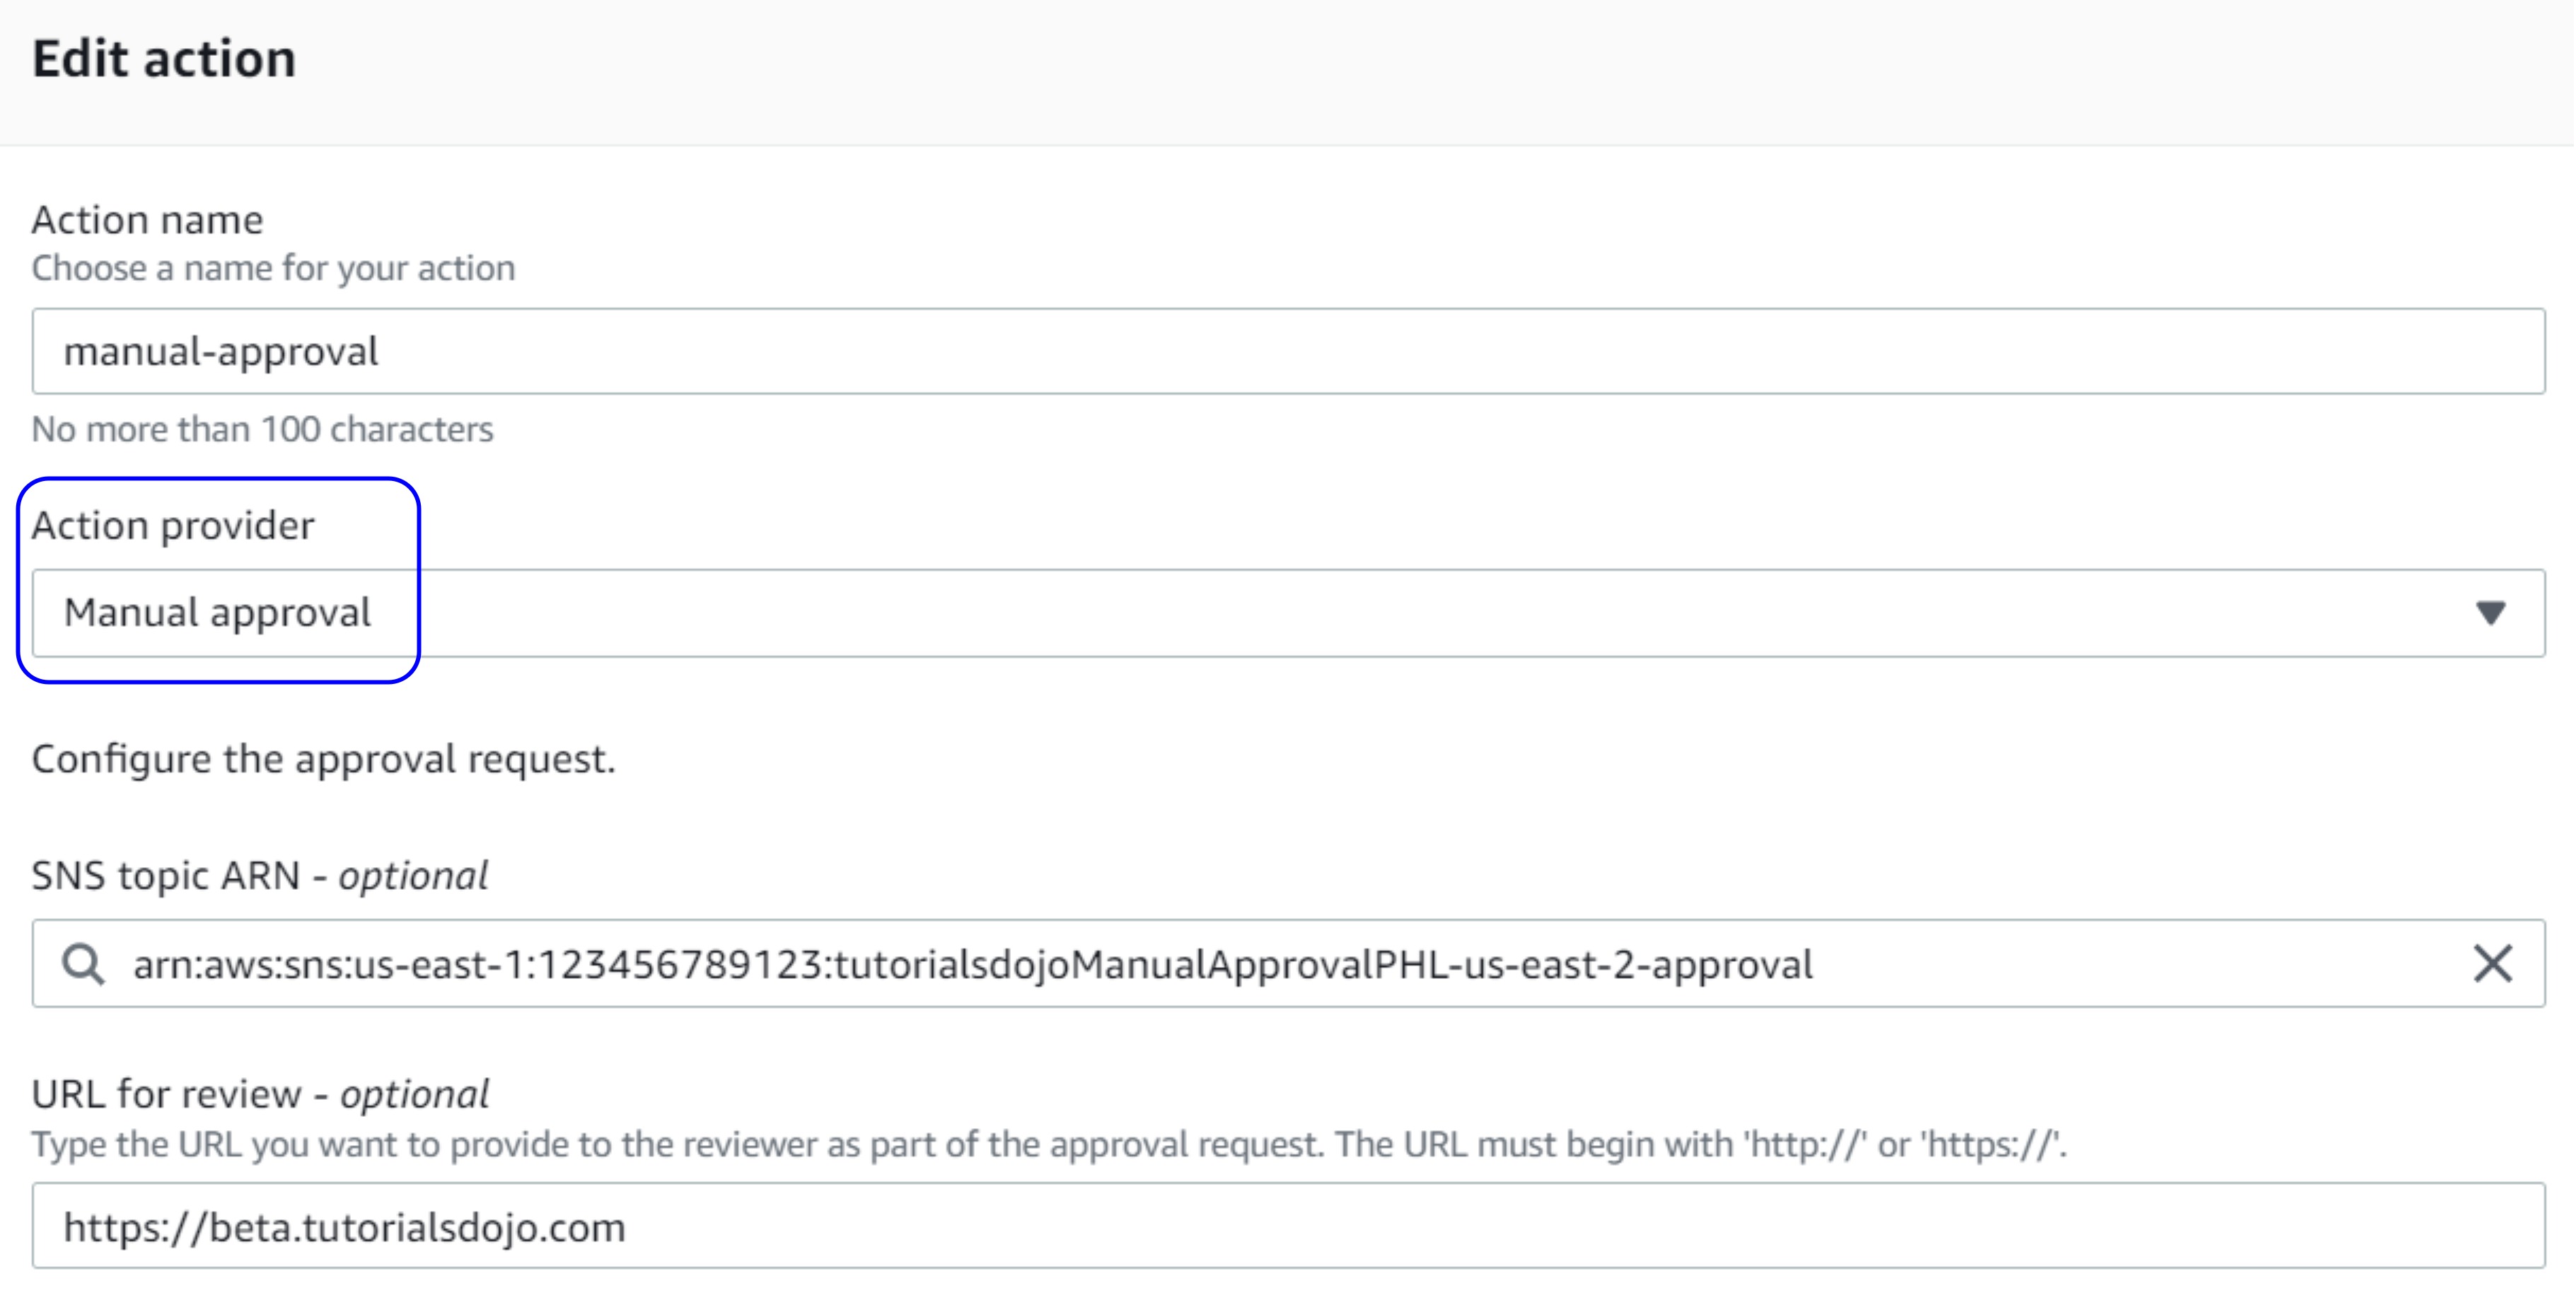 Edit action
Action name
Choose a name for your action
manual-approval
No more than 100 characters
Action provider
Manual approval
Configure the approval request.
SNS topic ARN - optional
arn:aws:sns:us-east-1:123456789123:tutorialsdojoManualApprovalPHL-us-east-2-approval
URL for review - optional
Type the URL you want to provide to the reviewer as part of the approval request. The URL must begin with 'http://' or 'https://'.
https://beta.tutorialsdojo.com